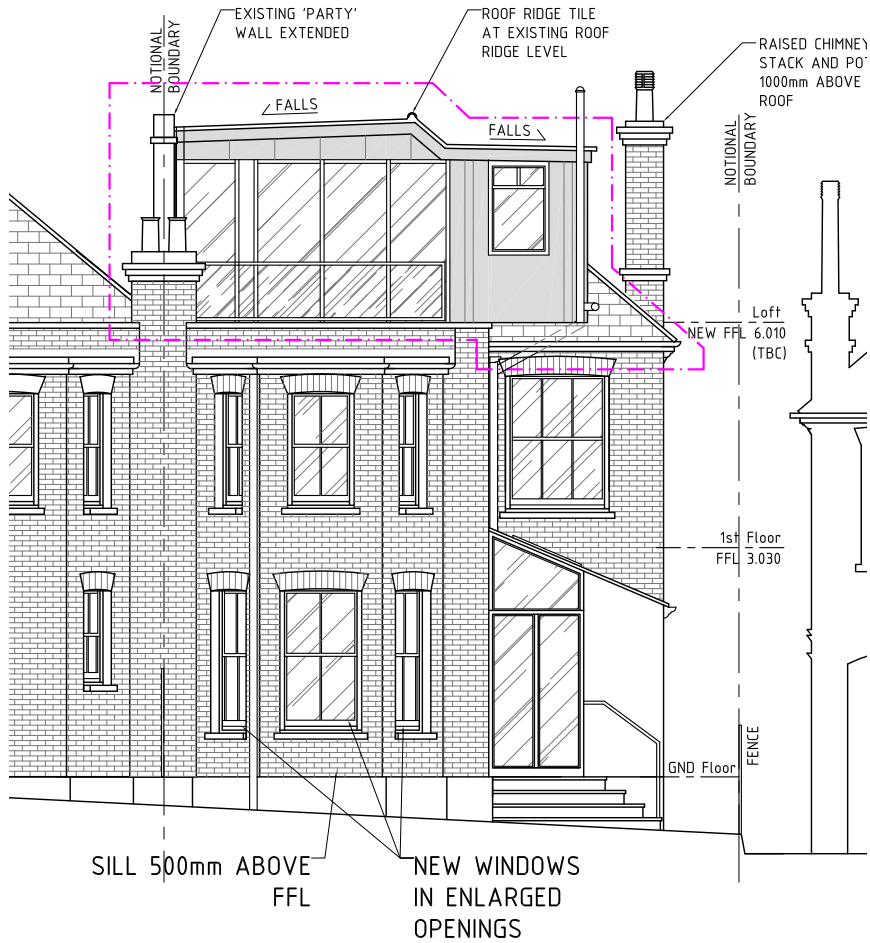 EXISTING 'PARTY'
WALL EXTENDED
ROOF RIDGE TILE
AT EXISTING ROOF
RIDGE LEVEL
RAISED CHIMNEY
STACK AND POT
1000mm ABOVE
ROOF
NOTIONAL
BOUNDARY
FALLS
FALLS
NOTIONAL
BOUNDARY
Loft
NEW FFL 6.010
(TBC)
1st Floor
FFL 3.030
FENCE
GND Floor
SILL 500mm ABOVE
FFL
NEW WINDOWS
IN ENLARGED
OPENINGS